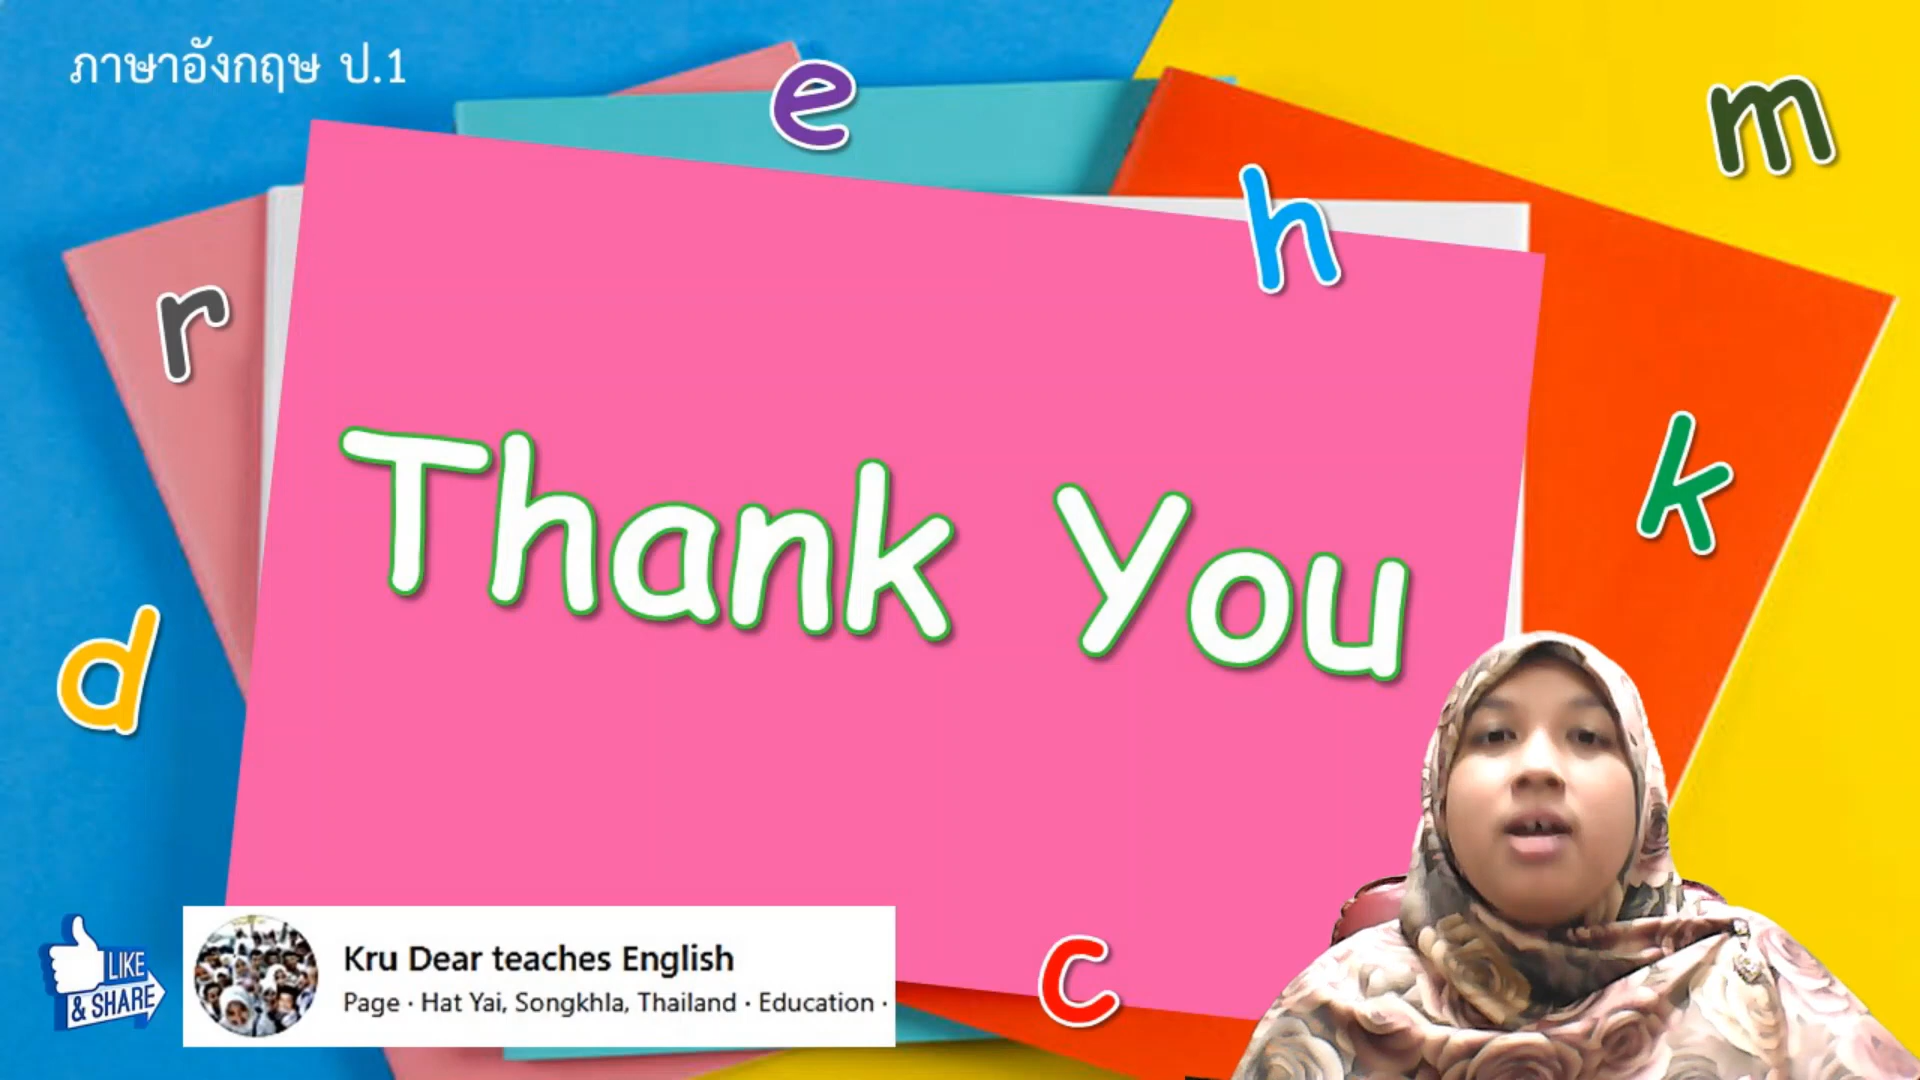 ภาษาอังกฤษ ป.1
e
m
h
r
k
Thank You
d
LIKE
& SHARE
Kru Dear teaches English
Page · Hat Yai, Songkhla, Thailand · Education ·
c